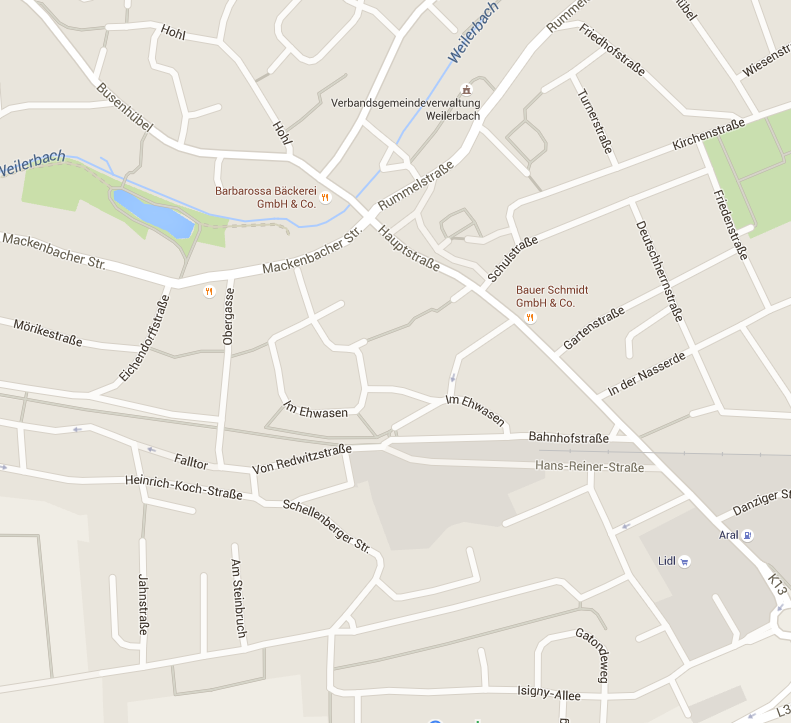 Hohl
Weilerbach
Rummel
Friedhofstraße
hübel
Wiesenstr
Busenhübel
Verbandsgemeindeverwaltung
Weilerbach
Turnerstraße
Kirchenstraße
Hohl
Weilerbach
Barbarossa Bäckerei
GmbH & Co.
Rummelstraße
Friedenstraße
Mackenbacher Str.
Mackenbacher Str.
Hauptstraße
Schulstraße
Deutschherrnstraße
Bauer Schmidt
GmbH & Co.
Mörikestraße
Eichendorffstraße
Obergasse
Gartenstraße
In der Nasserde
Im Ehwasen
Im Ehwasen
Bahnhofstraße
Falltor
Von Redwitzstraße
Hans-Reiner-Straße
Heinrich-Koch-Straße
Schellenberger Str.
Danziger St
Aral
Lidl
K13
Jahnstraße
Am Steinbruch
Gatondeweg
Isigny-Allee
L3